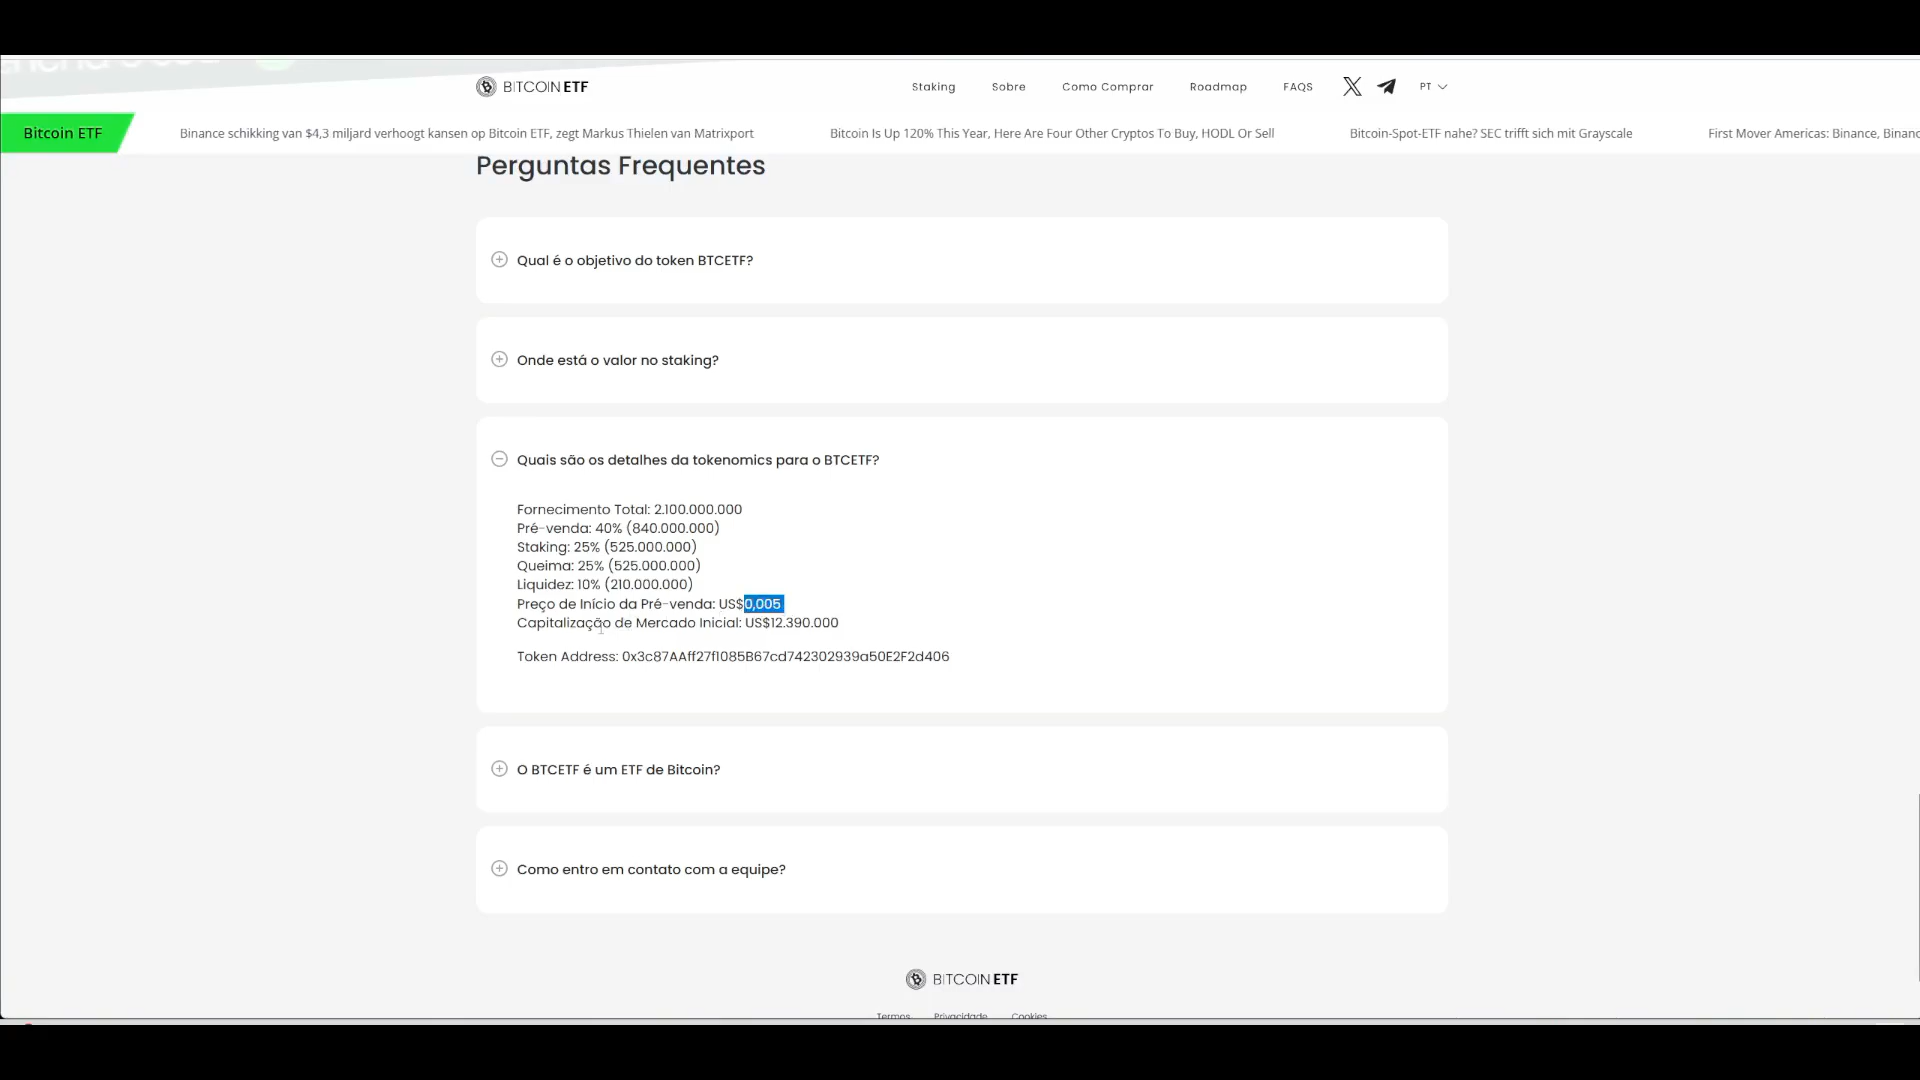 BITCOIN ETF
Staking
Sobre
Como Comprar
Roadmap
FAQS
PT
Bitcoin ETF
Binance schikking van $4,3 miljard verhoogt kansen op Bitcoin ETF, zegt Markus Thielen van Matrixport
Bitcoin Is Up 120% This Year, Here Are Four Other Cryptos To Buy, HODL Or Sell
Bitcoin-Spot-ETF nahe? SEC trifft sich mit Grayscale
First Mover Americas: Binance,
Perguntas Frequentes
Qual é o objetivo do token BTCETF?
Onde está o valor no staking?
Quais são os detalhes da tokenomics para o BTCETF?
Fornecimento Total: 2.100.000.000
Pré-venda: 40% (840.000.000)
Staking: 25% (525.000.000)
Queima: 25% (525.000.000)
Liquidez: 10% (210.000.000)
Preço de Início da Pré-venda: US$0,005
Capitalização de Mercado Inicial: US$12.390.000
Token Address: 0x3c87AAff27f1085B67cd742302939a50E2F2d406
O BTCETF é um ETF de Bitcoin?
Como entro em contato com a equipe?
BITCOIN ETF
Termos
Privacidade
Cookies